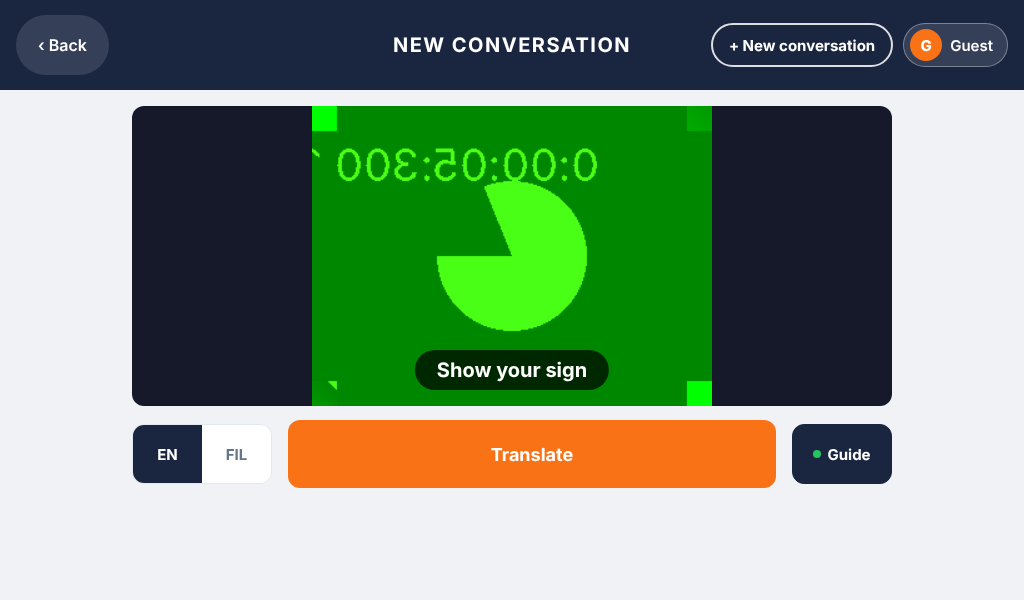 ‹ Back
NEW CONVERSATION
+ New conversation
G Guest
0:00:05:300
Show your sign
EN
FIL
Translate
Guide